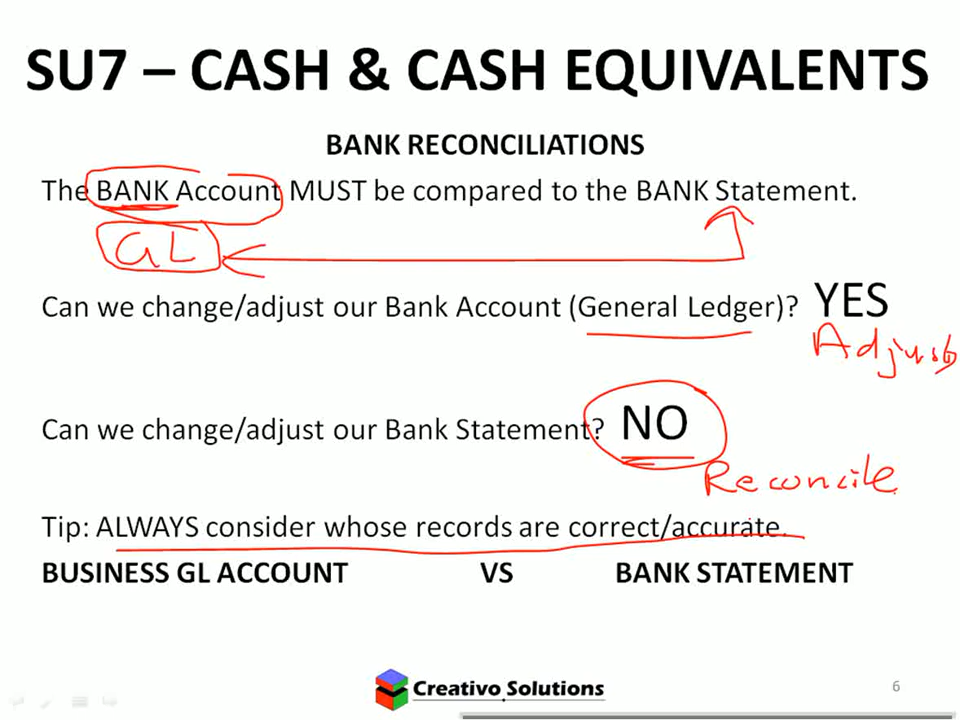 SU7 – CASH & CASH EQUIVALENTS
BANK RECONCILIATIONS
The BANK Account MUST be compared to the BANK Statement.
GL
Can we change/adjust our Bank Account (General Ledger)? YES
Adjust
Can we change/adjust our Bank Statement? NO
Reconcile
Tip: ALWAYS consider whose records are correct/accurate.
BUSINESS GL ACCOUNT VS BANK STATEMENT
Creativo Solutions
6